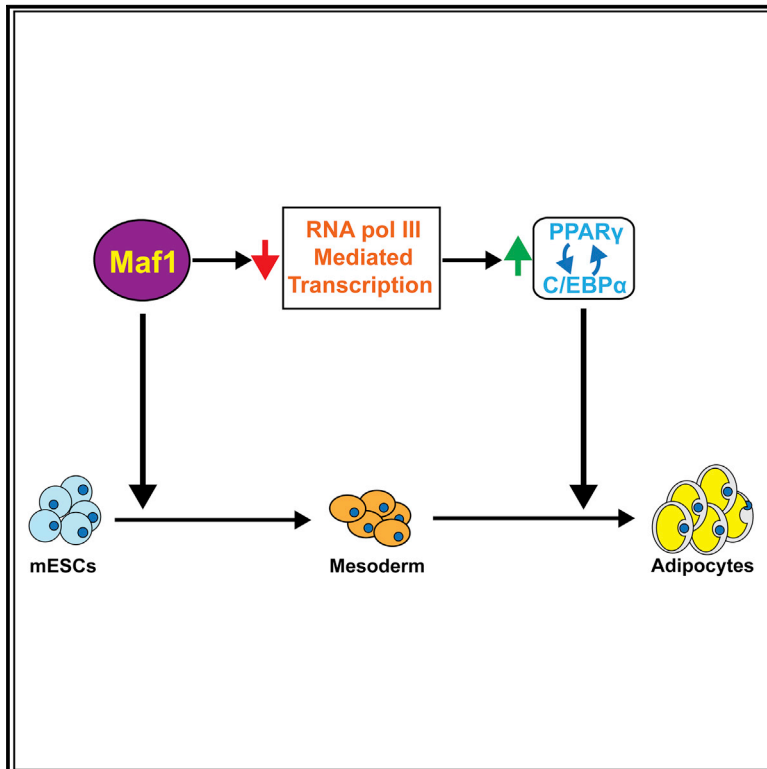 Maf1
RNA pol III
Mediated
Transcription
PPARγ
C/EBPα
mESCs
Mesoderm
Adipocytes